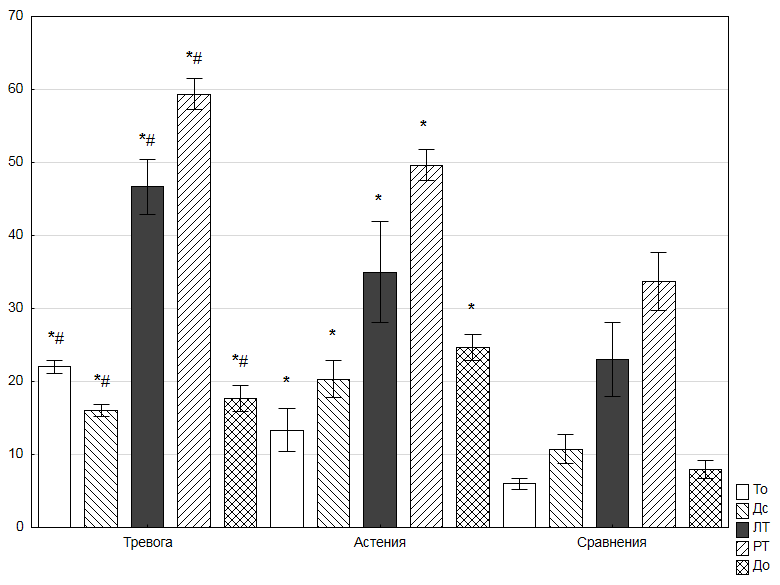 70
60
50
40
30
20
10
0
*#
*#
*#
*#
*#
*
*
*
*
*
Тревога
Астения
Сравнения
То
Дс
ЛТ
РТ
До